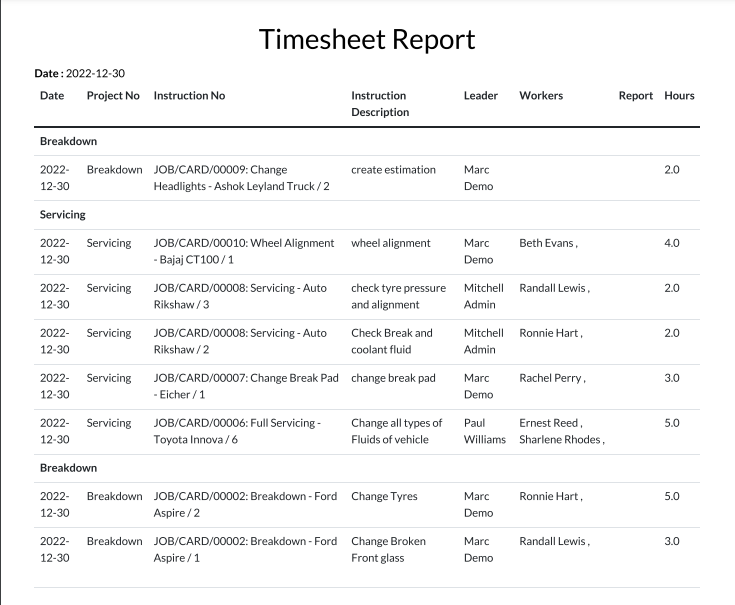 Timesheet Report
Date : 2022-12-30
Date Project No Instruction No Instruction Description Leader Workers Report Hours
Breakdown
2022-12-30 Breakdown JOB/CARD/00009: Change Headlights - Ashok Leyland Truck / 2 create estimation Marc Demo 2.0
Servicing
2022-12-30 Servicing JOB/CARD/00010: Wheel Alignment - Bajaj CT100 / 1 wheel alignment Marc Demo Beth Evans , 4.0
2022-12-30 Servicing JOB/CARD/00008: Servicing - Auto Rikshaw / 3 check tyre pressure and alignment Mitchell Admin Randall Lewis , 2.0
2022-12-30 Servicing JOB/CARD/00008: Servicing - Auto Rikshaw / 2 Check Break and coolant fluid Mitchell Admin Ronnie Hart , 2.0
2022-12-30 Servicing JOB/CARD/00007: Change Break Pad - Eicher / 1 change break pad Marc Demo Rachel Perry , 3.0
2022-12-30 Servicing JOB/CARD/00006: Full Servicing - Toyota Innova / 6 Change all types of Fluids of vehicle Paul Williams Ernest Reed , Sharlene Rhodes , 5.0
Breakdown
2022-12-30 Breakdown JOB/CARD/00002: Breakdown - Ford Aspire / 2 Change Tyres Marc Demo Ronnie Hart , 5.0
2022-12-30 Breakdown JOB/CARD/00002: Breakdown - Ford Aspire / 1 Change Broken Front glass Marc Demo Randall Lewis , 3.0